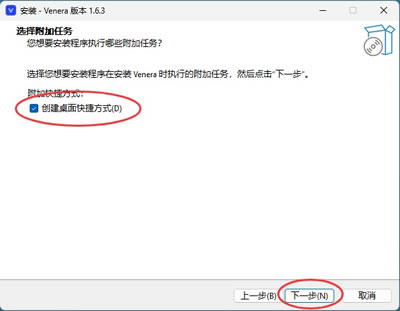 安装 - Venera 版本 1.6.3
选择附加任务
您想要安装程序执行哪些附加任务?
选择您想要安装程序在安装 Venera 时执行的附加任务，然后点击“下一步”。
附加快捷方式:
创建桌面快捷方式(D)
上一步(B) 下一步(N) 取消